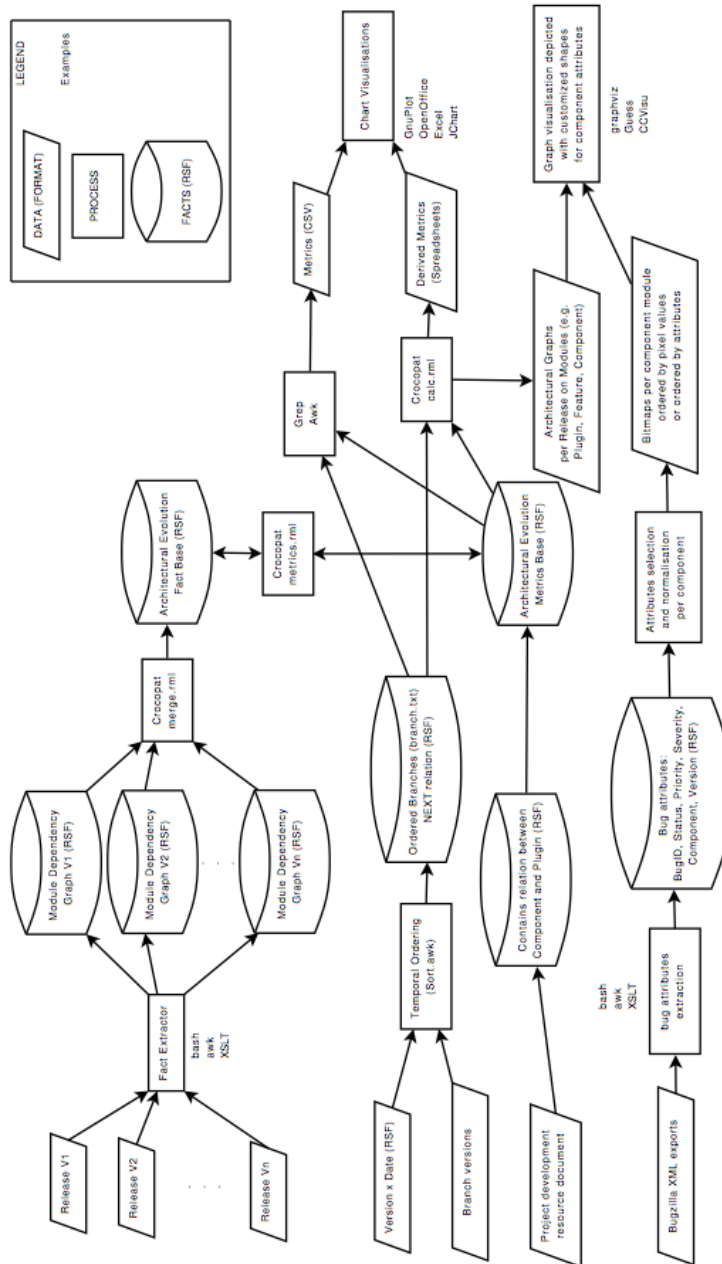 LEGEND
Examples
DATA (FORMAT)
PROCESS
FACTS (RSF)
Release V1
Release V2
.
.
.
Release Vn
Fact Extractor
bash
awk
XSLT
Module Dependency
Graph V1 (RSF)
Module Dependency
Graph V2 (RSF)
.
.
.
Module Dependency
Graph Vn (RSF)
Crocopat
merge.rml
Architectural Evolution
Fact Base (RSF)
Crocopat
metrics.rml
Version x Date (RSF)
Branch versions
Temporal Ordering
(Sort.awk)
Ordered Branches (branch.txt)
NEXT relation (RSF)
Grep
Awk
Metrics (CSV)
Chart Visualisations
GnuPlot
OpenOffice
Excel
JChart
Project development
resource document
Contains relation between
Component and Plugin (RSF)
Architectural Evolution
Metrics Base (RSF)
Crocopat
calc.rml
Derived Metrics
(Spreadsheets)
Architectural Graphs
per Release on Modules (e.g.
Plugin, Feature, Component)
Graph visualisation depicted
with customized shapes
for component attributes
graphviz
Guess
CCVisu
Bugzilla XML exports
bash
awk
XSLT
bug attributes
extraction
Bug attributes:
BugID, Status, Priority, Severity,
Component, Version (RSF)
Attributes selection
and normalisation
per component
Bitmaps per component module
ordered by pixel values
or ordered by attributes